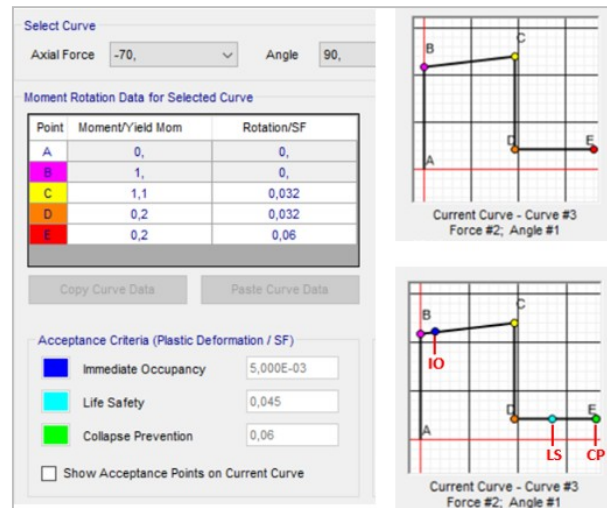 Select Curve
Axial Force -70, Angle 90,
Moment Rotation Data for Selected Curve
Point Moment/Yield Mom Rotation/SF
A 0, 0,
B 1, 0,
C 1,1 0,032
D 0,2 0,032
E 0,2 0,06
Copy Curve Data Paste Curve Data
Acceptance Criteria (Plastic Deformation / SF)
Immediate Occupancy 5,000E-03
Life Safety 0,045
Collapse Prevention 0,06
Show Acceptance Points on Current Curve
C
B
D E
A
Current Curve - Curve #3
Force #2; Angle #1
C
B
IO
D E
A
LS CP
Current Curve - Curve #3
Force #2; Angle #1